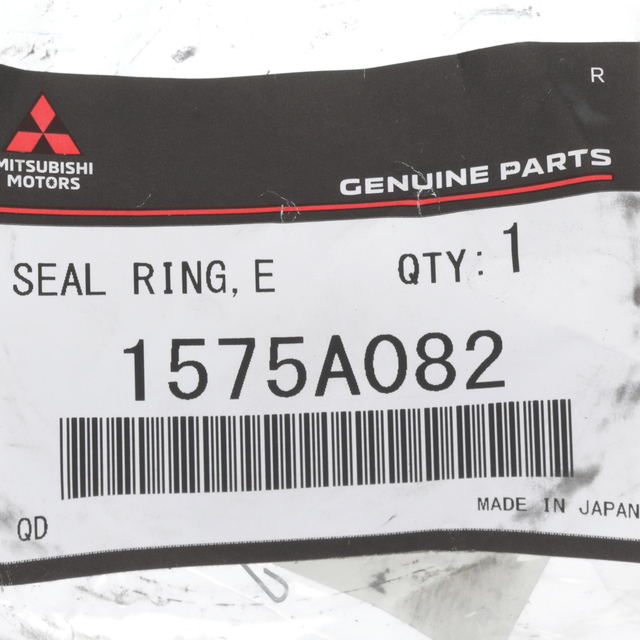 R
MITSUBISHI
MOTORS
GENUINE PARTS
SEAL RING, E QTY: 1
1575A082
QD
MADE IN JAPAN